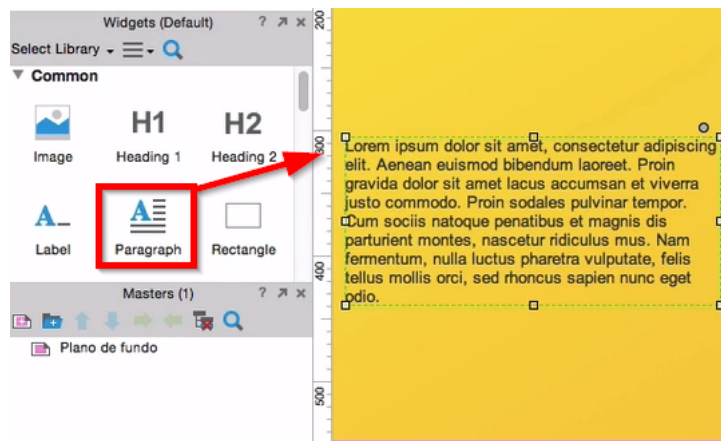 Widgets (Default)
Select Library
Common
H1
H2
Image
Heading 1
Heading 2
A_
A
Label
Paragraph
Rectangle
Masters (1)
Plano de fundo
200
300
400
500
Lorem ipsum dolor sit amet, consectetur adipiscing
elit. Aenean euismod bibendum laoreet. Proin
gravida dolor sit amet lacus accumsan et viverra
justo commodo. Proin sodales pulvinar tempor.
Cum sociis natoque penatibus et magnis dis
parturient montes, nascetur ridiculus mus. Nam
fermentum, nulla luctus pharetra vulputate, felis
tellus mollis orci, sed rhoncus sapien nunc eget
odio.